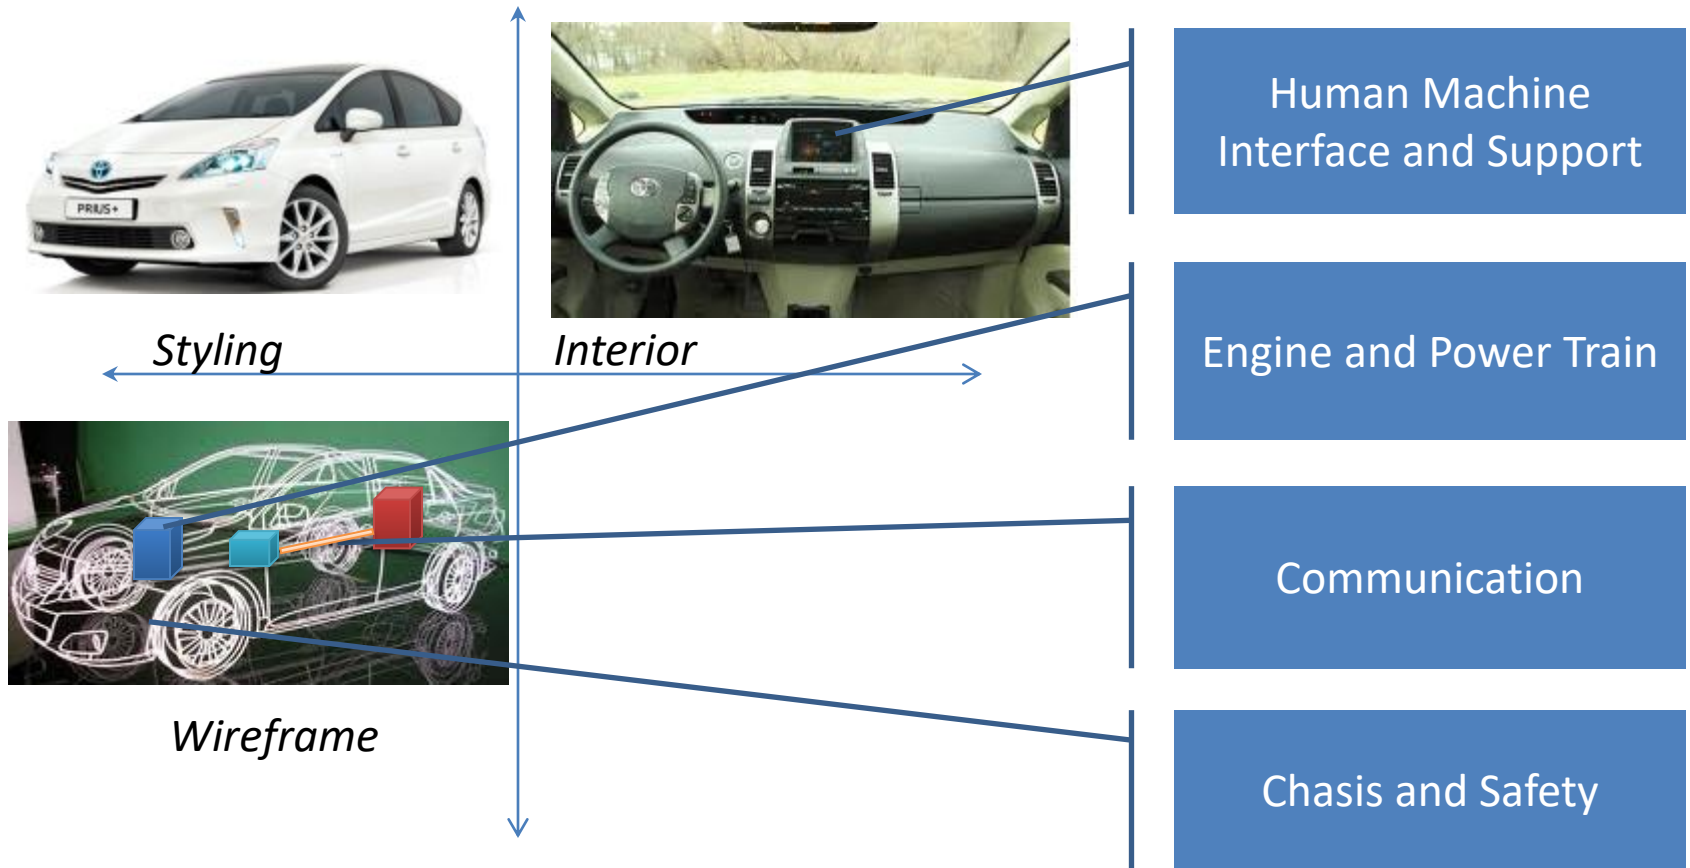 PRIUS+
Styling
Interior
Wireframe
Human Machine
Interface and Support
Engine and Power Train
Communication
Chasis and Safety